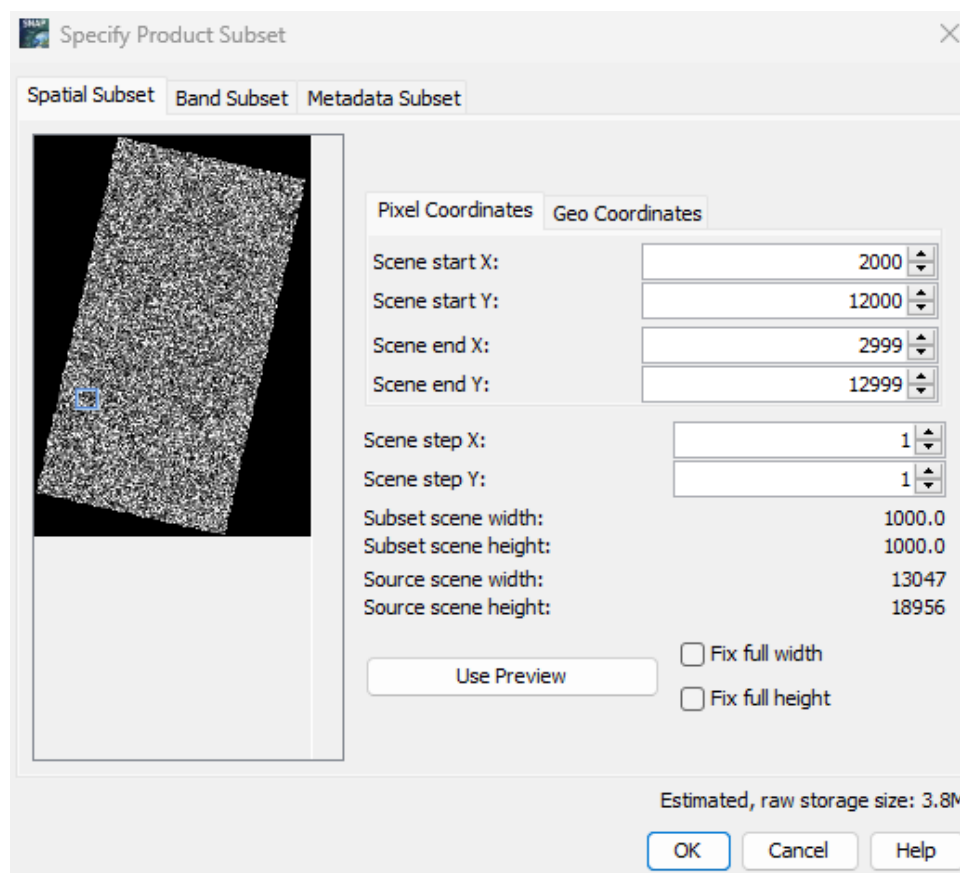 SNAP
Specify Product Subset
Spatial Subset Band Subset Metadata Subset
Pixel Coordinates Geo Coordinates
Scene start X: 2000
Scene start Y: 12000
Scene end X: 2999
Scene end Y: 12999
Scene step X: 1
Scene step Y: 1
Subset scene width: 1000.0
Subset scene height: 1000.0
Source scene width: 13047
Source scene height: 18956
Use Preview
Fix full width
Fix full height
Estimated, raw storage size: 3.8M
OK Cancel Help